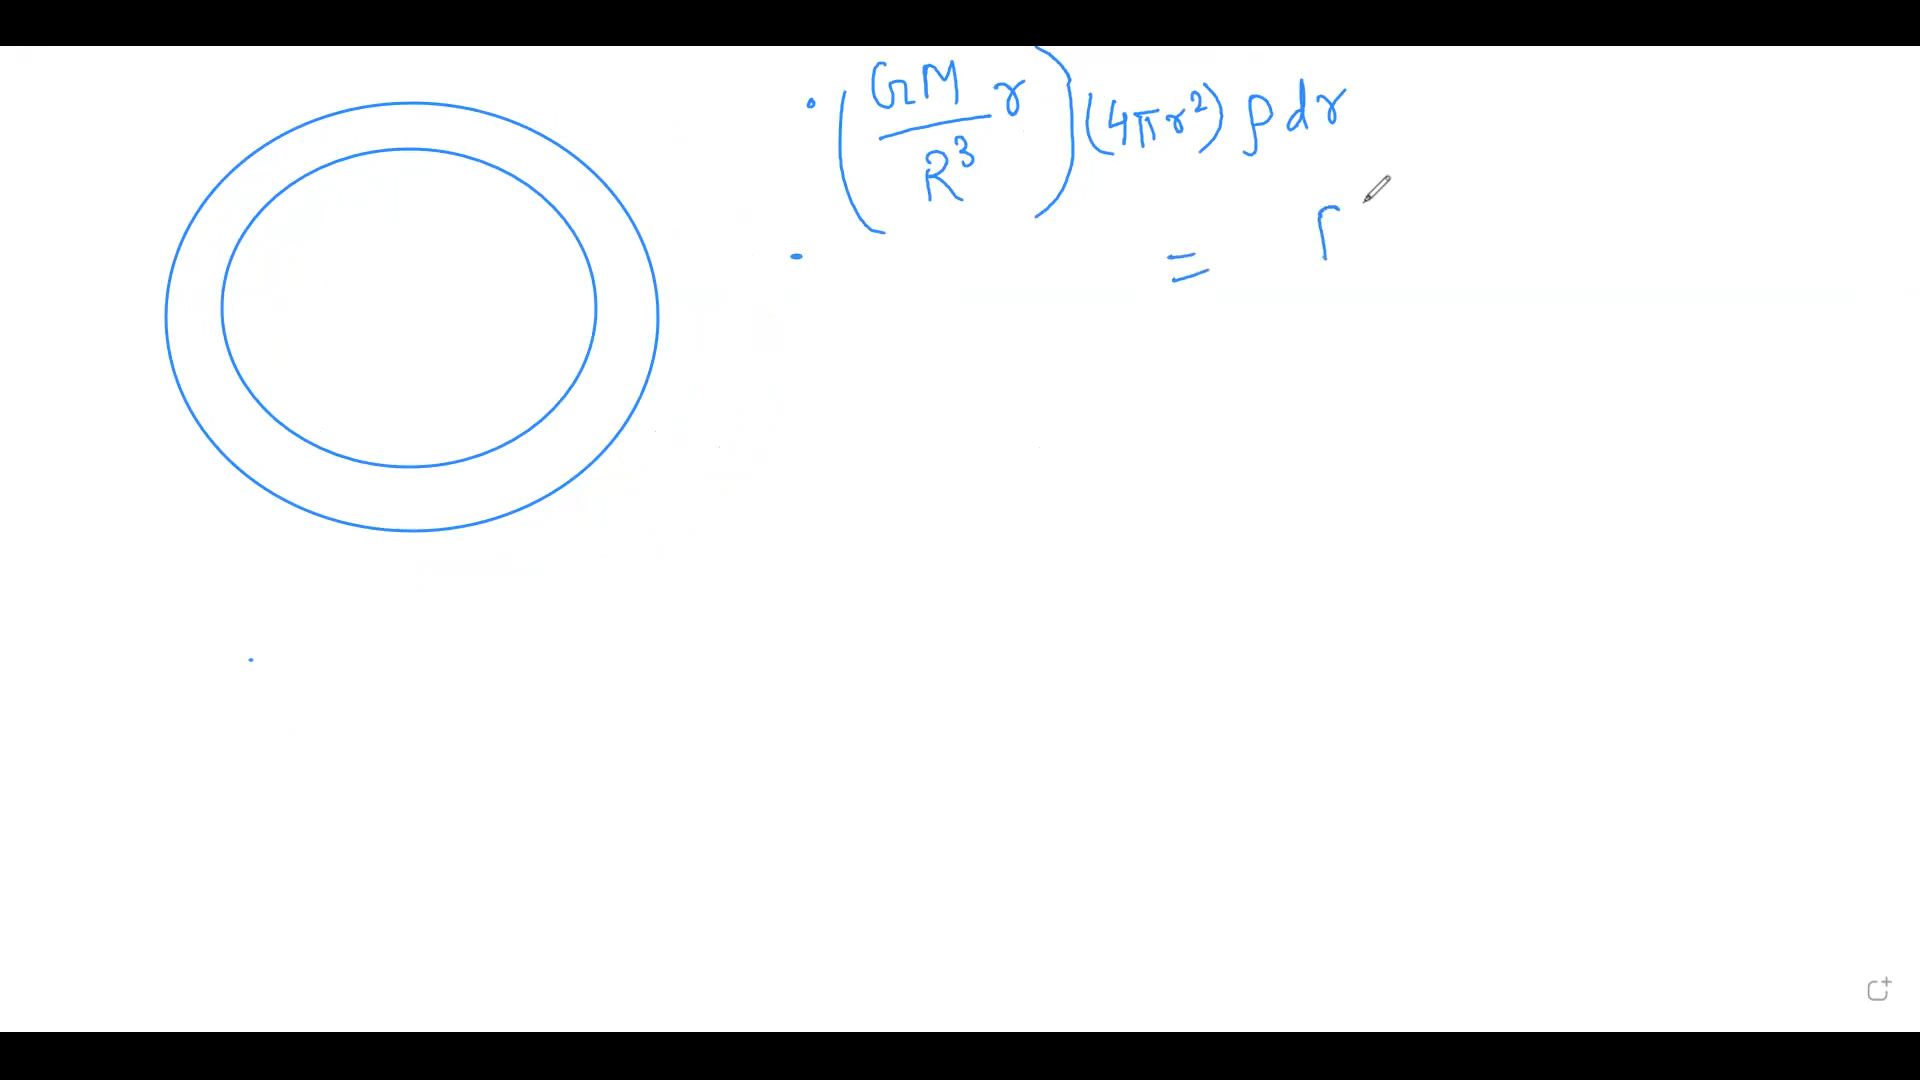 · (GM/R³ r) (4πr²) ρ dr
· = Γ